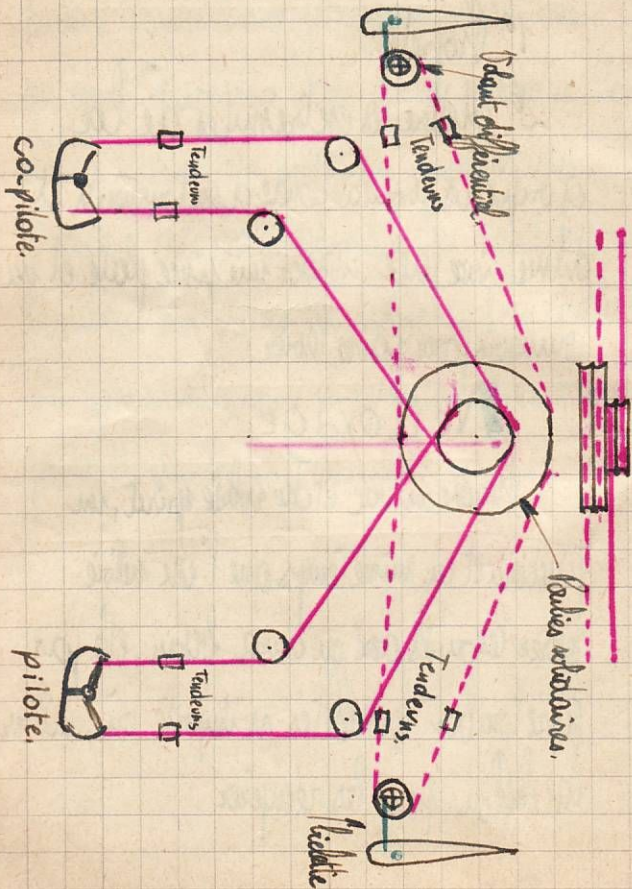 Volant différentiel.
Tendeurs
Tendeurs
co-pilote.
Poulies solidaires.
Tendeurs.
Tendeurs
pilote.